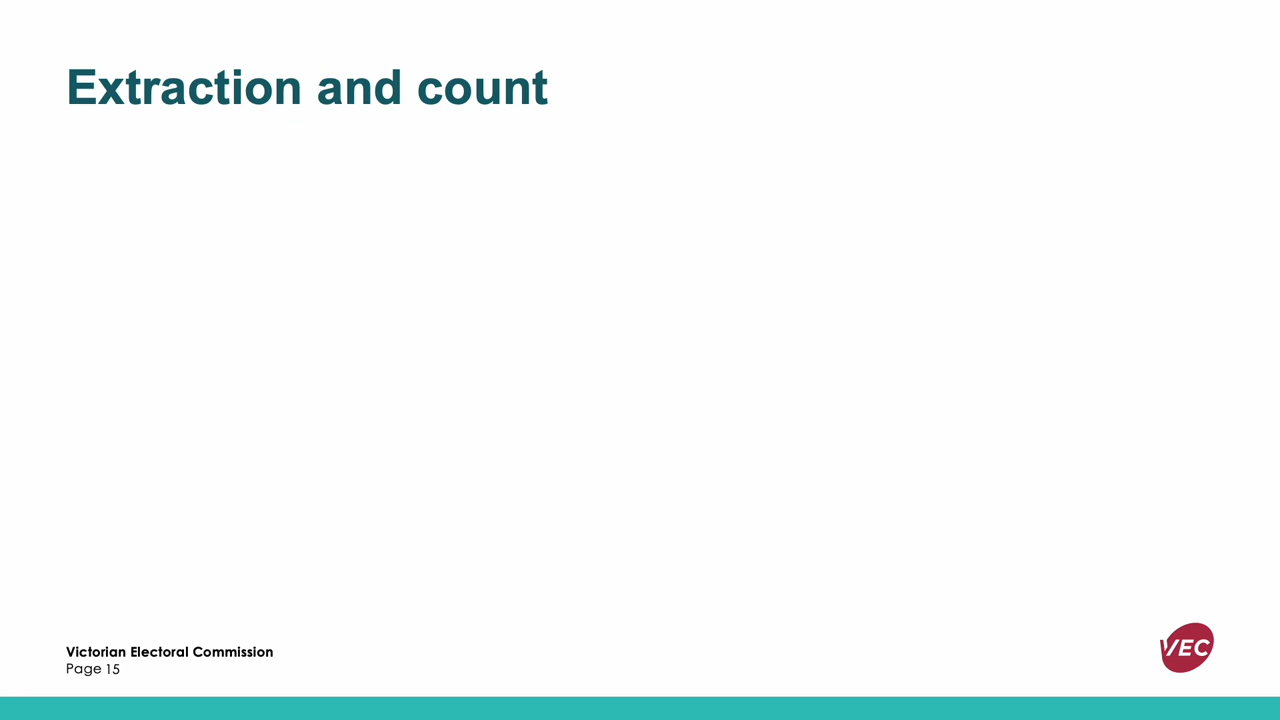 Extraction and count
Victorian Electoral Commission
Page 15
VEC